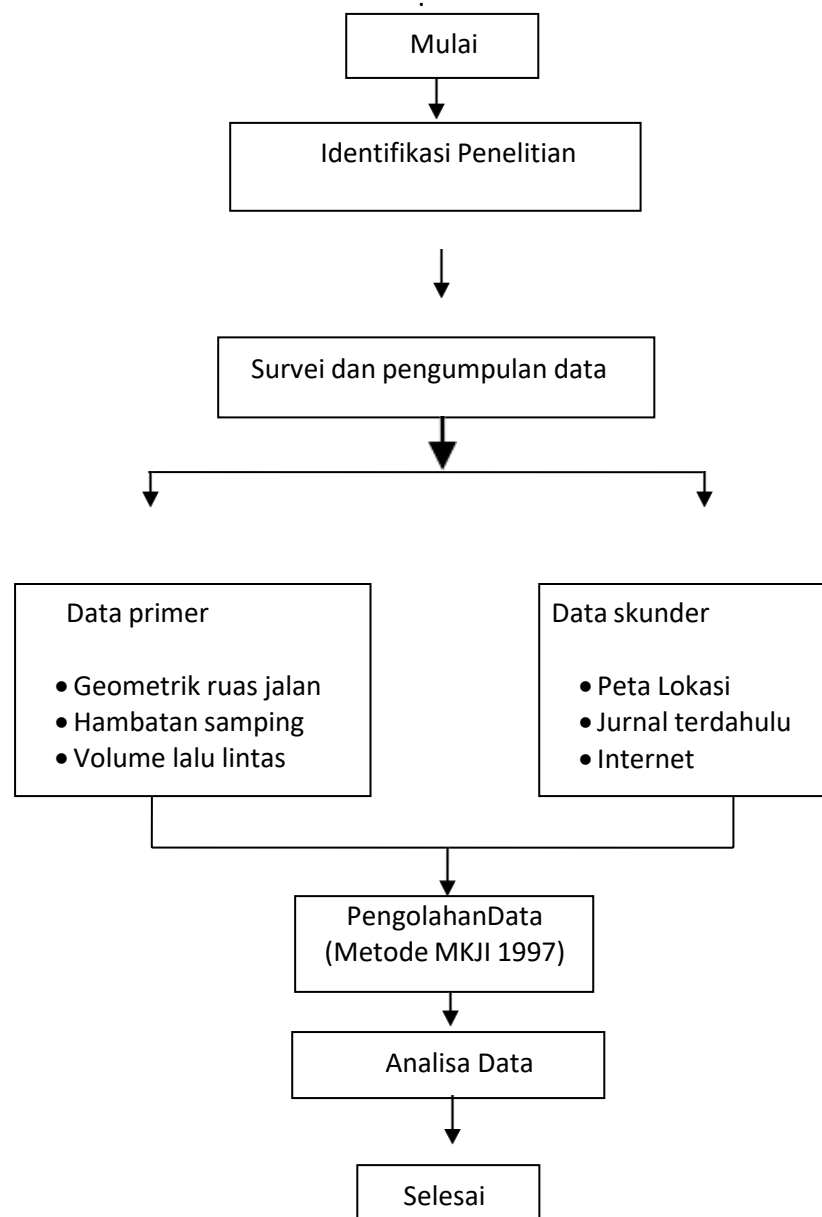 Mulai
Identifikasi Penelitian
Survei dan pengumpulan data
Data primer
• Geometrik ruas jalan
• Hambatan samping
• Volume lalu lintas
Data skunder
• Peta Lokasi
• Jurnal terdahulu
• Internet
PengolahanData
(Metode MKJI 1997)
Analisa Data
Selesai